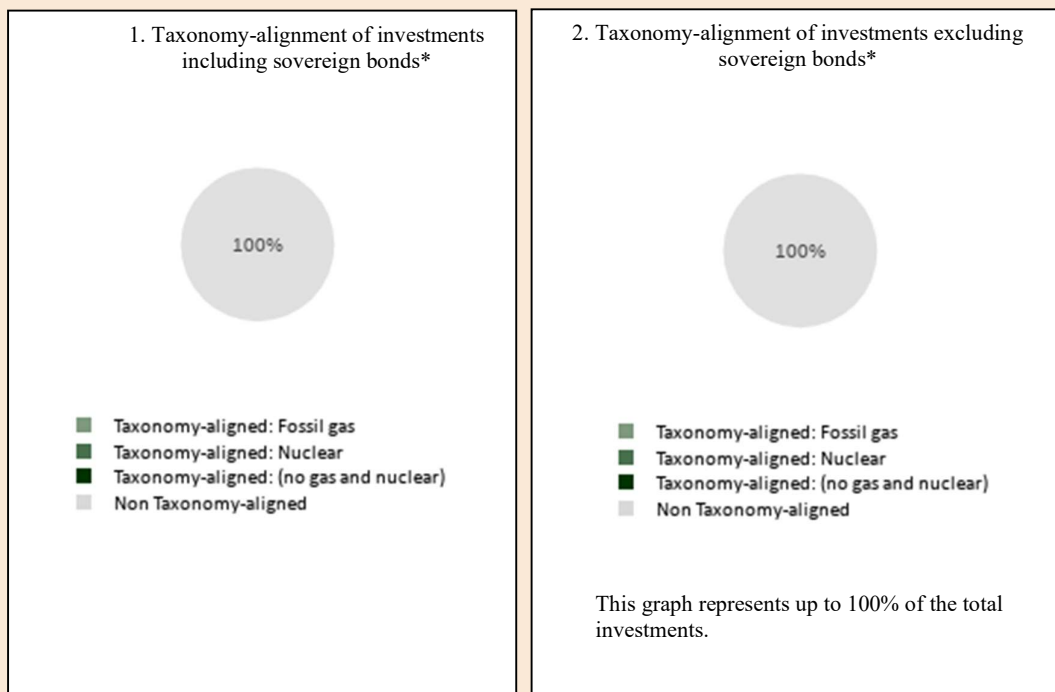 1. Taxonomy-alignment of investments
including sovereign bonds*
100%
Taxonomy-aligned: Fossil gas
Taxonomy-aligned: Nuclear
Taxonomy-aligned: (no gas and nuclear)
Non Taxonomy-aligned
2. Taxonomy-alignment of investments excluding
sovereign bonds*
100%
Taxonomy-aligned: Fossil gas
Taxonomy-aligned: Nuclear
Taxonomy-aligned: (no gas and nuclear)
Non Taxonomy-aligned
This graph represents up to 100% of the total
investments.